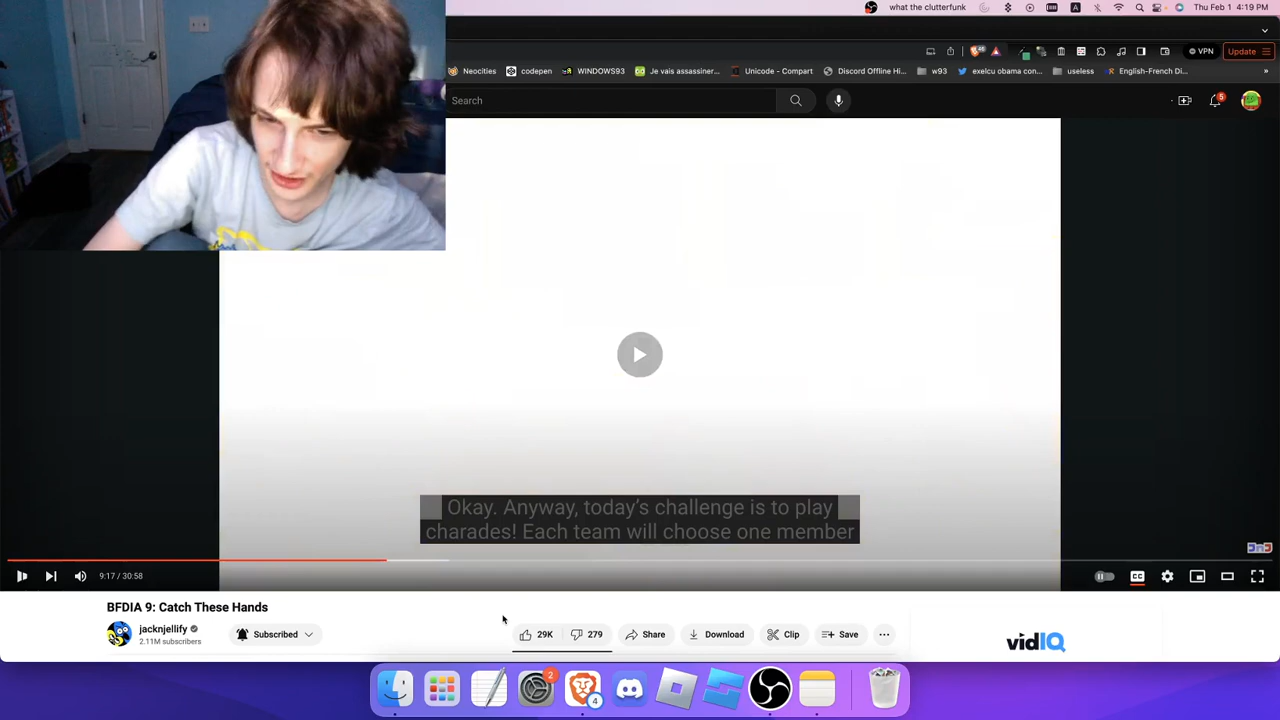 what the clutterfunk
A
Thu Feb 1 4:19 PM
46
VPN
Update
Neocities
codepen
WINDOWS93
Je vais assassiner...
Unicode - Compart
Discord Offline Hi...
w93
exelcu obama con...
useless
English-French Di...
»
Search
5
Okay. Anyway, today's challenge is to play
charades! Each team will choose one member
9:17 / 30:58
CC
BFDIA 9: Catch These Hands
jacknjellify
2.11M subscribers
Subscribed
29K
279
Share
Download
Clip
Save
vidIQ
2
4